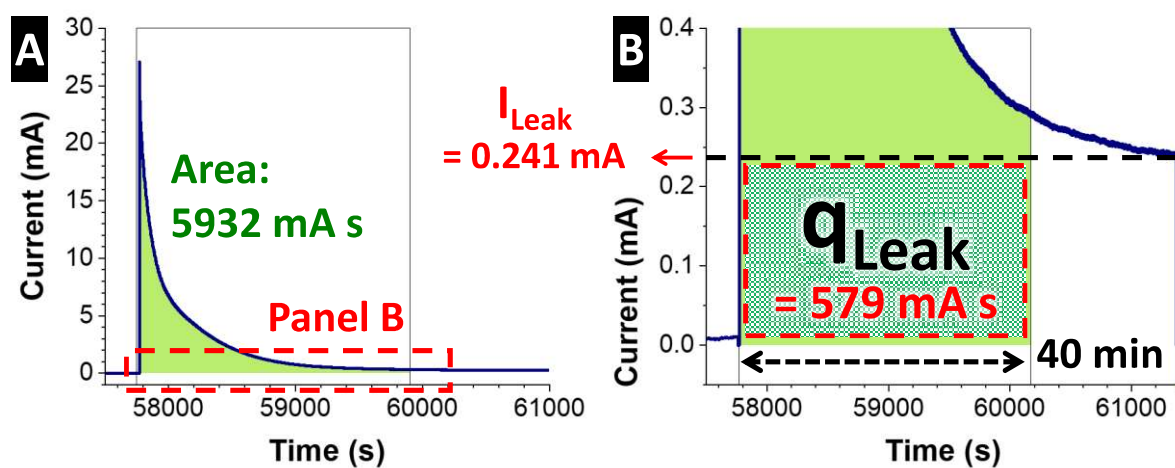 A
30
25
20
15
10
5
0
Current (mA)
Area:
5932 mA s
Panel B
58000 59000 60000 61000
Time (s)
I Leak
= 0.241 mA
B
0.4
0.3
0.2
0.1
0.0
Current (mA)
q Leak
= 579 mA s
40 min
58000 59000 60000 61000
Time (s)